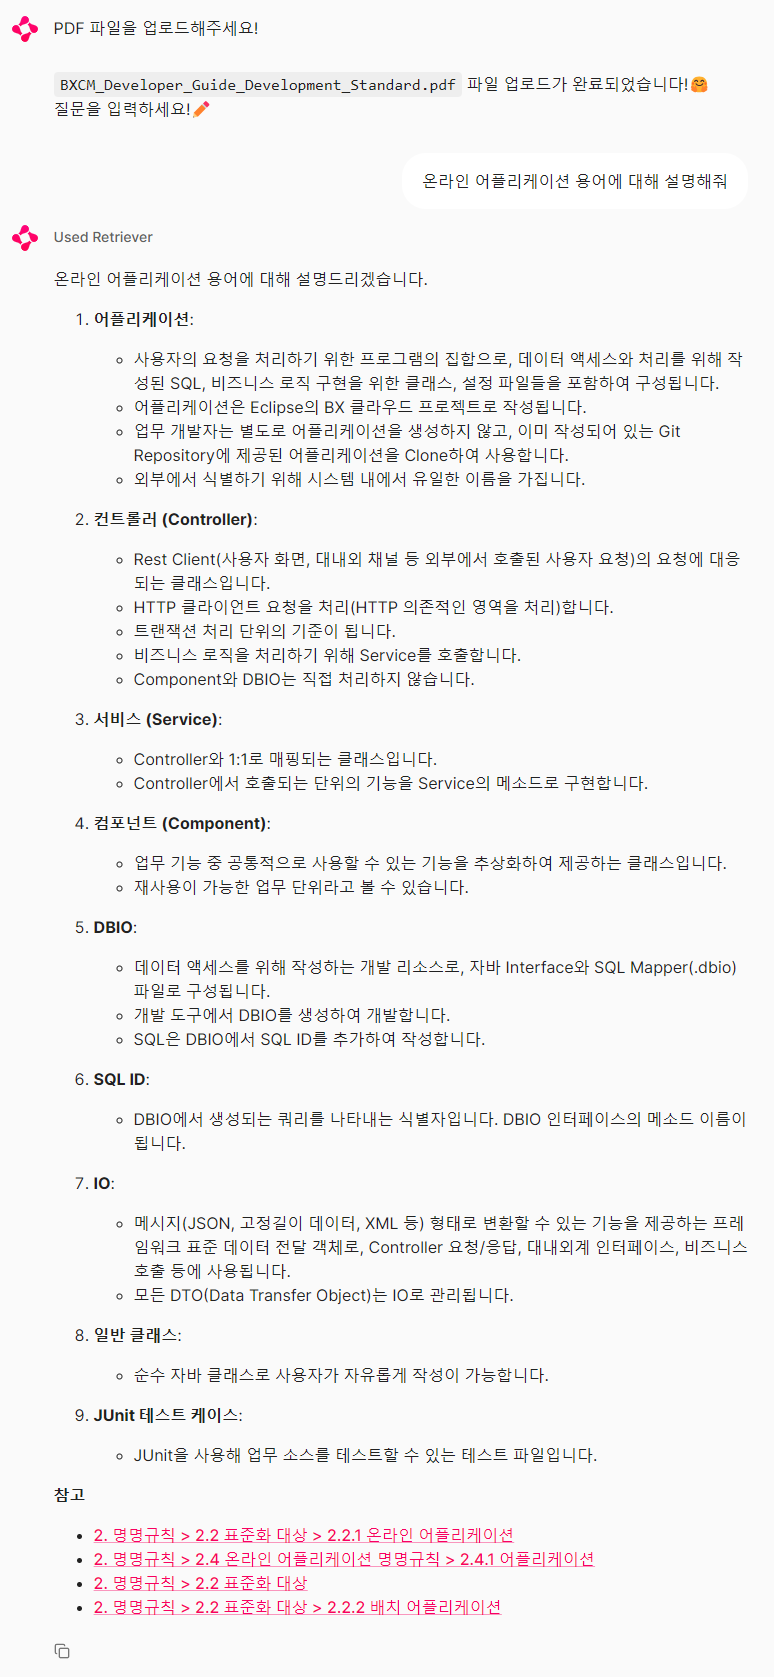 PDF 파일을 업로드해주세요!
BXCM_Developer_Guide_Development_Standard.pdf 파일 업로드가 완료되었습니다!🤗
질문을 입력하세요!✏️
온라인 어플리케이션 용어에 대해 설명해줘
Used Retriever
온라인 어플리케이션 용어에 대해 설명드리겠습니다.
1. 어플리케이션:
◦ 사용자의 요청을 처리하기 위한 프로그램의 집합으로, 데이터 액세스와 처리를 위해 작
성된 SQL, 비즈니스 로직 구현을 위한 클래스, 설정 파일들을 포함하여 구성됩니다.
◦ 어플리케이션은 Eclipse의 BX 클라우드 프로젝트로 작성됩니다.
◦ 업무 개발자는 별도로 어플리케이션을 생성하지 않고, 이미 작성되어 있는 Git
Repository에 제공된 어플리케이션을 Clone하여 사용합니다.
◦ 외부에서 식별하기 위해 시스템 내에서 유일한 이름을 가집니다.
2. 컨트롤러 (Controller):
◦ Rest Client(사용자 화면, 대내외 채널 등 외부에서 호출된 사용자 요청)의 요청에 대응
되는 클래스입니다.
◦ HTTP 클라이언트 요청을 처리(HTTP 의존적인 영역을 처리)합니다.
◦ 트랜잭션 처리 단위의 기준이 됩니다.
◦ 비즈니스 로직을 처리하기 위해 Service를 호출합니다.
◦ Component와 DBIO는 직접 처리하지 않습니다.
3. 서비스 (Service):
◦ Controller와 1:1로 매핑되는 클래스입니다.
◦ Controller에서 호출되는 단위의 기능을 Service의 메소드로 구현합니다.
4. 컴포넌트 (Component):
◦ 업무 기능 중 공통적으로 사용할 수 있는 기능을 추상화하여 제공하는 클래스입니다.
◦ 재사용이 가능한 업무 단위라고 볼 수 있습니다.
5. DBIO:
◦ 데이터 액세스를 위해 작성하는 개발 리소스로, 자바 Interface와 SQL Mapper(.dbio)
파일로 구성됩니다.
◦ 개발 도구에서 DBIO를 생성하여 개발합니다.
◦ SQL은 DBIO에서 SQL ID를 추가하여 작성합니다.
6. SQL ID:
◦ DBIO에서 생성되는 쿼리를 나타내는 식별자입니다. DBIO 인터페이스의 메소드 이름이
됩니다.
7. IO:
◦ 메시지(JSON, 고정길이 데이터, XML 등) 형태로 변환할 수 있는 기능을 제공하는 프레
임워크 표준 데이터 전달 객체로, Controller 요청/응답, 대내외계 인터페이스, 비즈니스
호출 등에 사용됩니다.
◦ 모든 DTO(Data Transfer Object)는 IO로 관리됩니다.
8. 일반 클래스:
◦ 순수 자바 클래스로 사용자가 자유롭게 작성이 가능합니다.
9. JUnit 테스트 케이스:
◦ JUnit을 사용해 업무 소스를 테스트할 수 있는 테스트 파일입니다.
참고
• 2. 명명규칙 > 2.2 표준화 대상 > 2.2.1 온라인 어플리케이션
• 2. 명명규칙 > 2.4 온라인 어플리케이션 명명규칙 > 2.4.1 어플리케이션
• 2. 명명규칙 > 2.2 표준화 대상
• 2. 명명규칙 > 2.2 표준화 대상 > 2.2.2 배치 어플리케이션